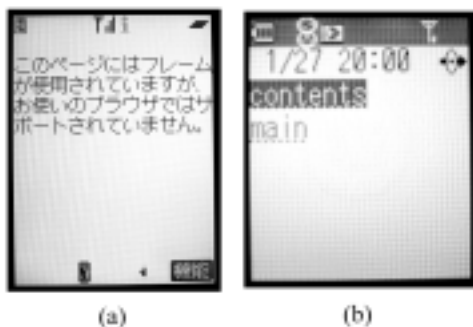 このページにはフレーム
が使用されていますが、
お使いのブラウザではサ
ポートされていません。
機能
(a)
1/27 20:00
contents
main
(b)